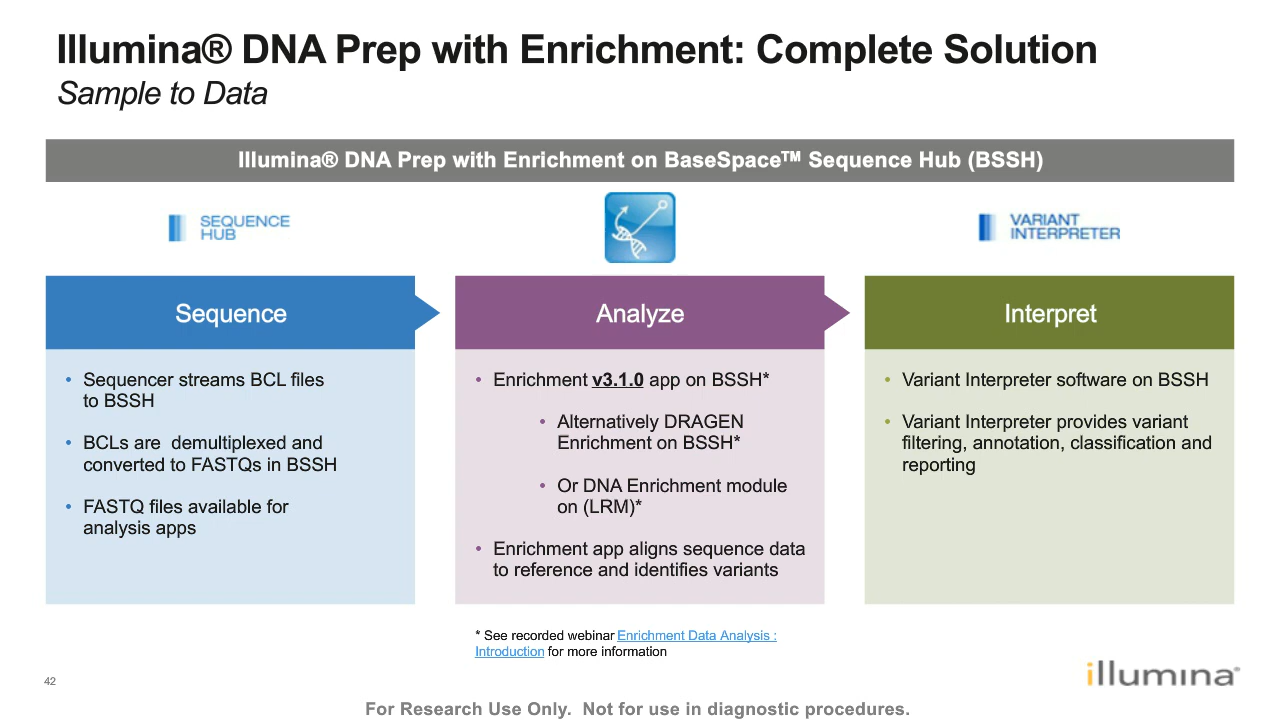 Illumina® DNA Prep with Enrichment: Complete Solution
Sample to Data
Illumina® DNA Prep with Enrichment on BaseSpace™ Sequence Hub (BSSH)
SEQUENCE
HUB
VARIANT
INTERPRETER
Sequence
• Sequencer streams BCL files
to BSSH
• BCLs are  demultiplexed and
converted to FASTQs in BSSH
• FASTQ files available for
analysis apps
Analyze
• Enrichment v3.1.0 app on BSSH*
• Alternatively DRAGEN
Enrichment on BSSH*
• Or DNA Enrichment module
on (LRM)*
• Enrichment app aligns sequence data
to reference and identifies variants
Interpret
• Variant Interpreter software on BSSH
• Variant Interpreter provides variant
filtering, annotation, classification and
reporting
* See recorded webinar Enrichment Data Analysis :
Introduction for more information
42
illumina®
For Research Use Only.  Not for use in diagnostic procedures.